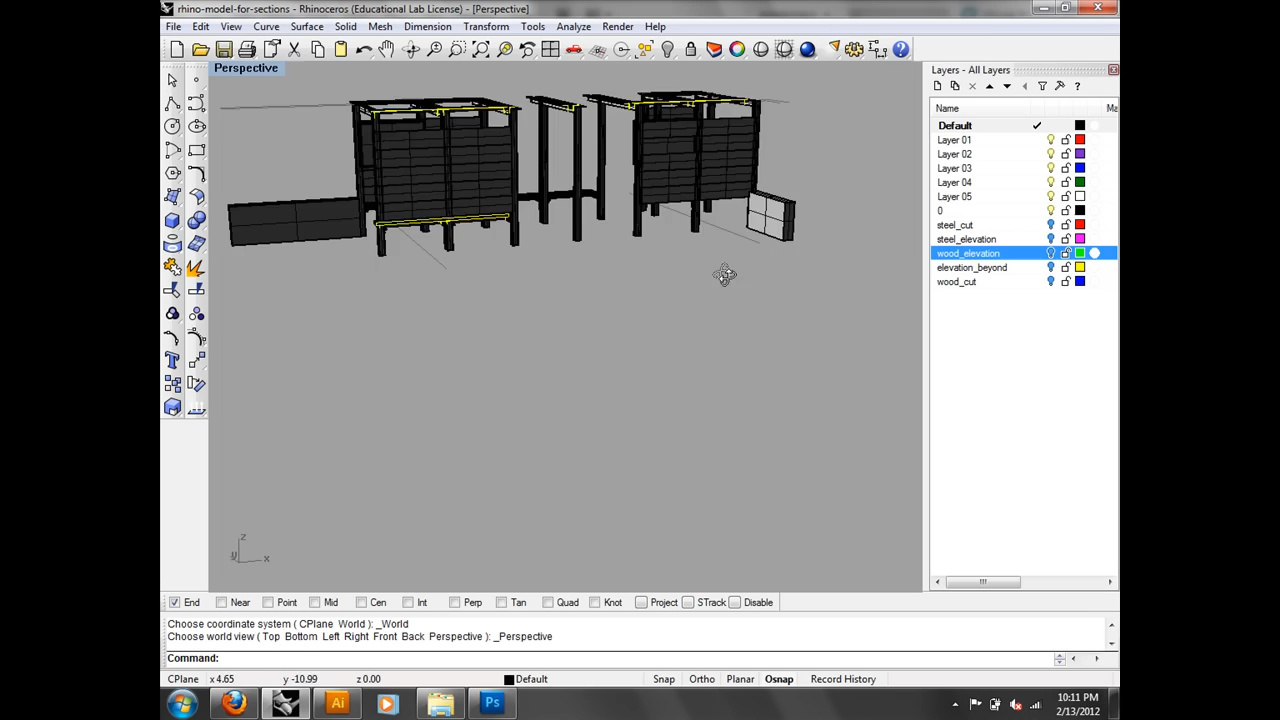 rhino-model-for-sections - Rhinoceros (Educational Lab License) - [Perspective]
File Edit View Curve Surface Solid Mesh Dimension Transform Tools Analyze Render Help
Perspective
Layers - All Layers
Name Ma
Default
Layer 01
Layer 02
Layer 03
Layer 04
Layer 05
0
steel_cut
steel_elevation
wood_elevation
elevation_beyond
wood_cut
z
y x
End Near Point Mid Cen Int Perp Tan Quad Knot Project STrack Disable
Choose coordinate system ( CPlane World ): _World
Choose world view ( Top Bottom Left Right Front Back Perspective ): _Perspective
Command:
CPlane x 4.65 y -10.99 z 0.00 Default Snap Ortho Planar Osnap Record History
Ai Ps
10:11 PM
2/13/2012